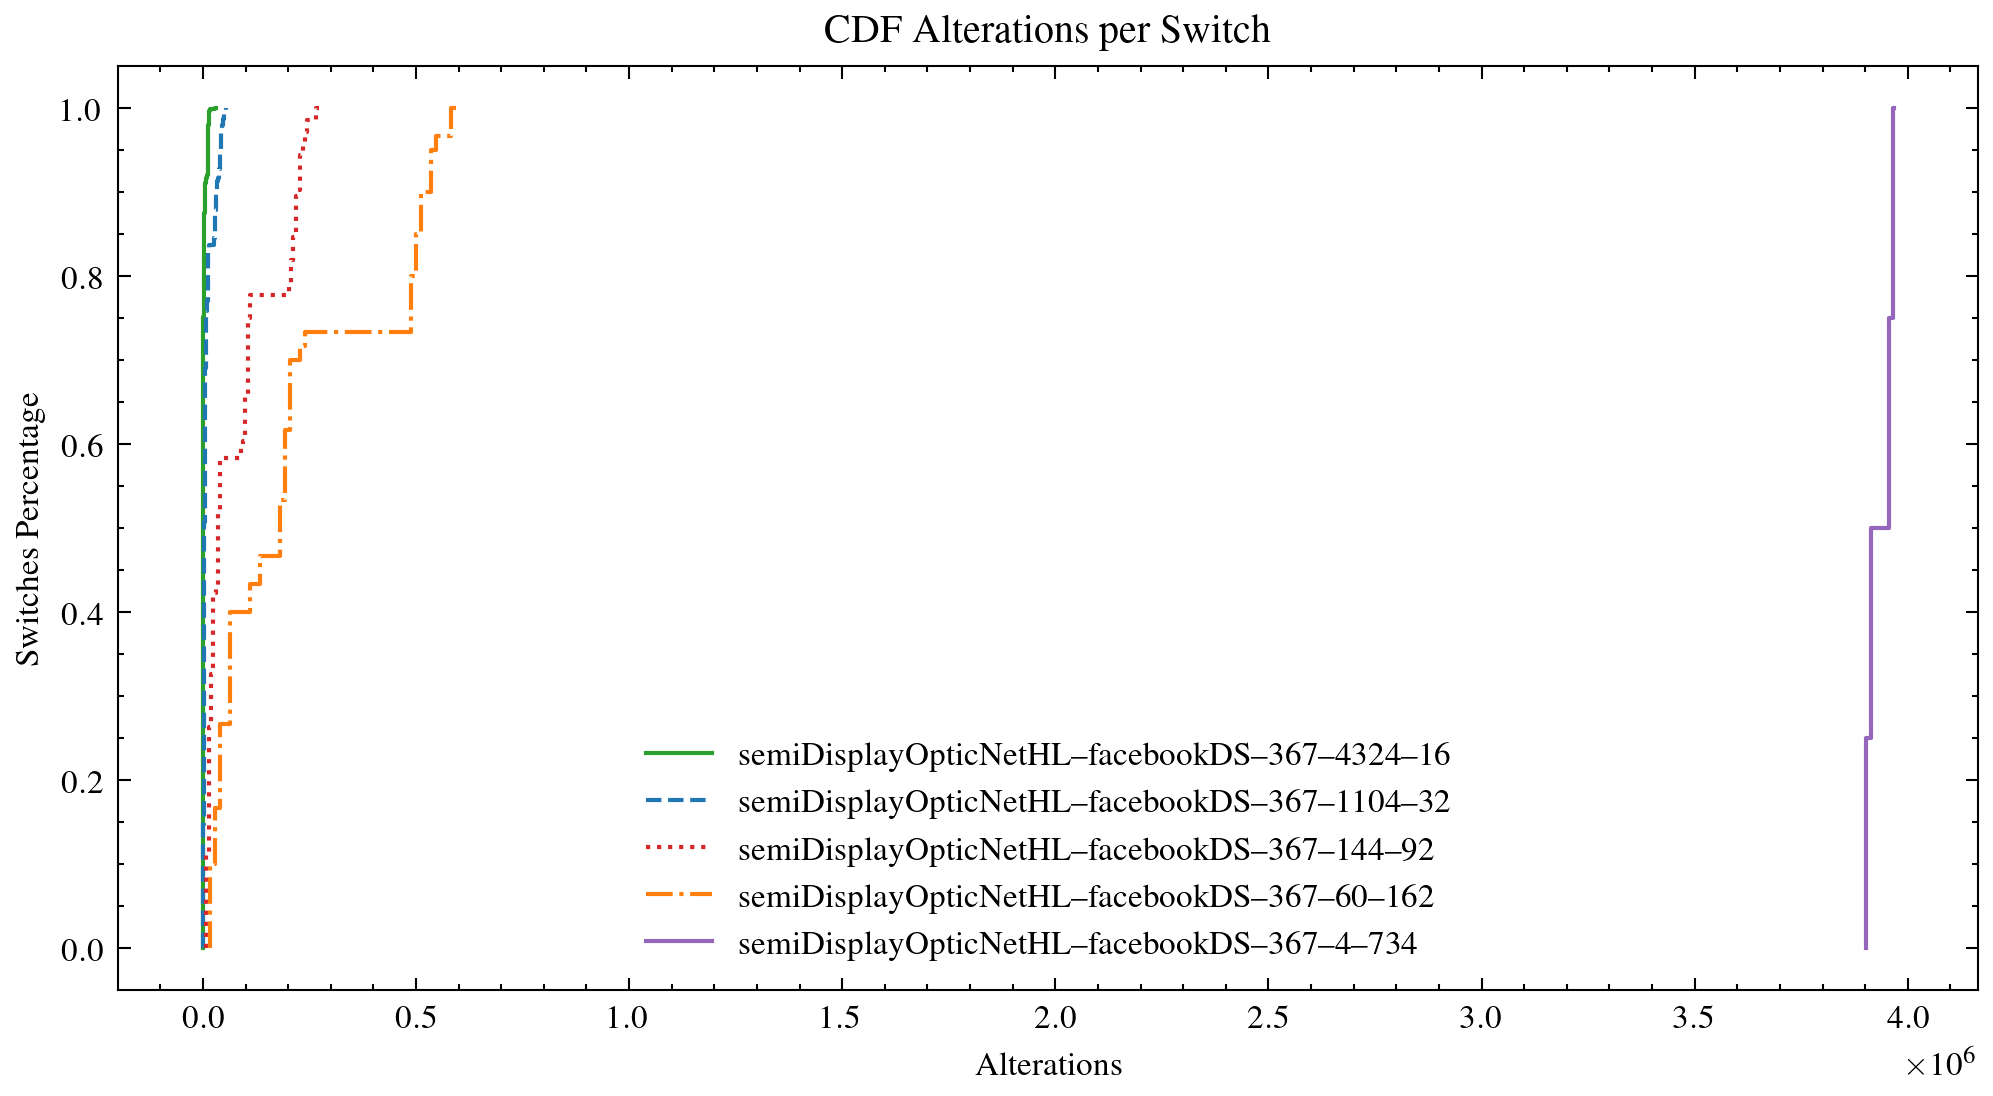 CDF Alterations per Switch
1.0
0.8
0.6
0.4
0.2
0.0
Switches Percentage
semiDisplayOpticNetHL–facebookDS–367–4324–16
semiDisplayOpticNetHL–facebookDS–367–1104–32
semiDisplayOpticNetHL–facebookDS–367–144–92
semiDisplayOpticNetHL–facebookDS–367–60–162
semiDisplayOpticNetHL–facebookDS–367–4–734
0.0 0.5 1.0 1.5 2.0 2.5 3.0 3.5 4.0
Alterations
×10⁶